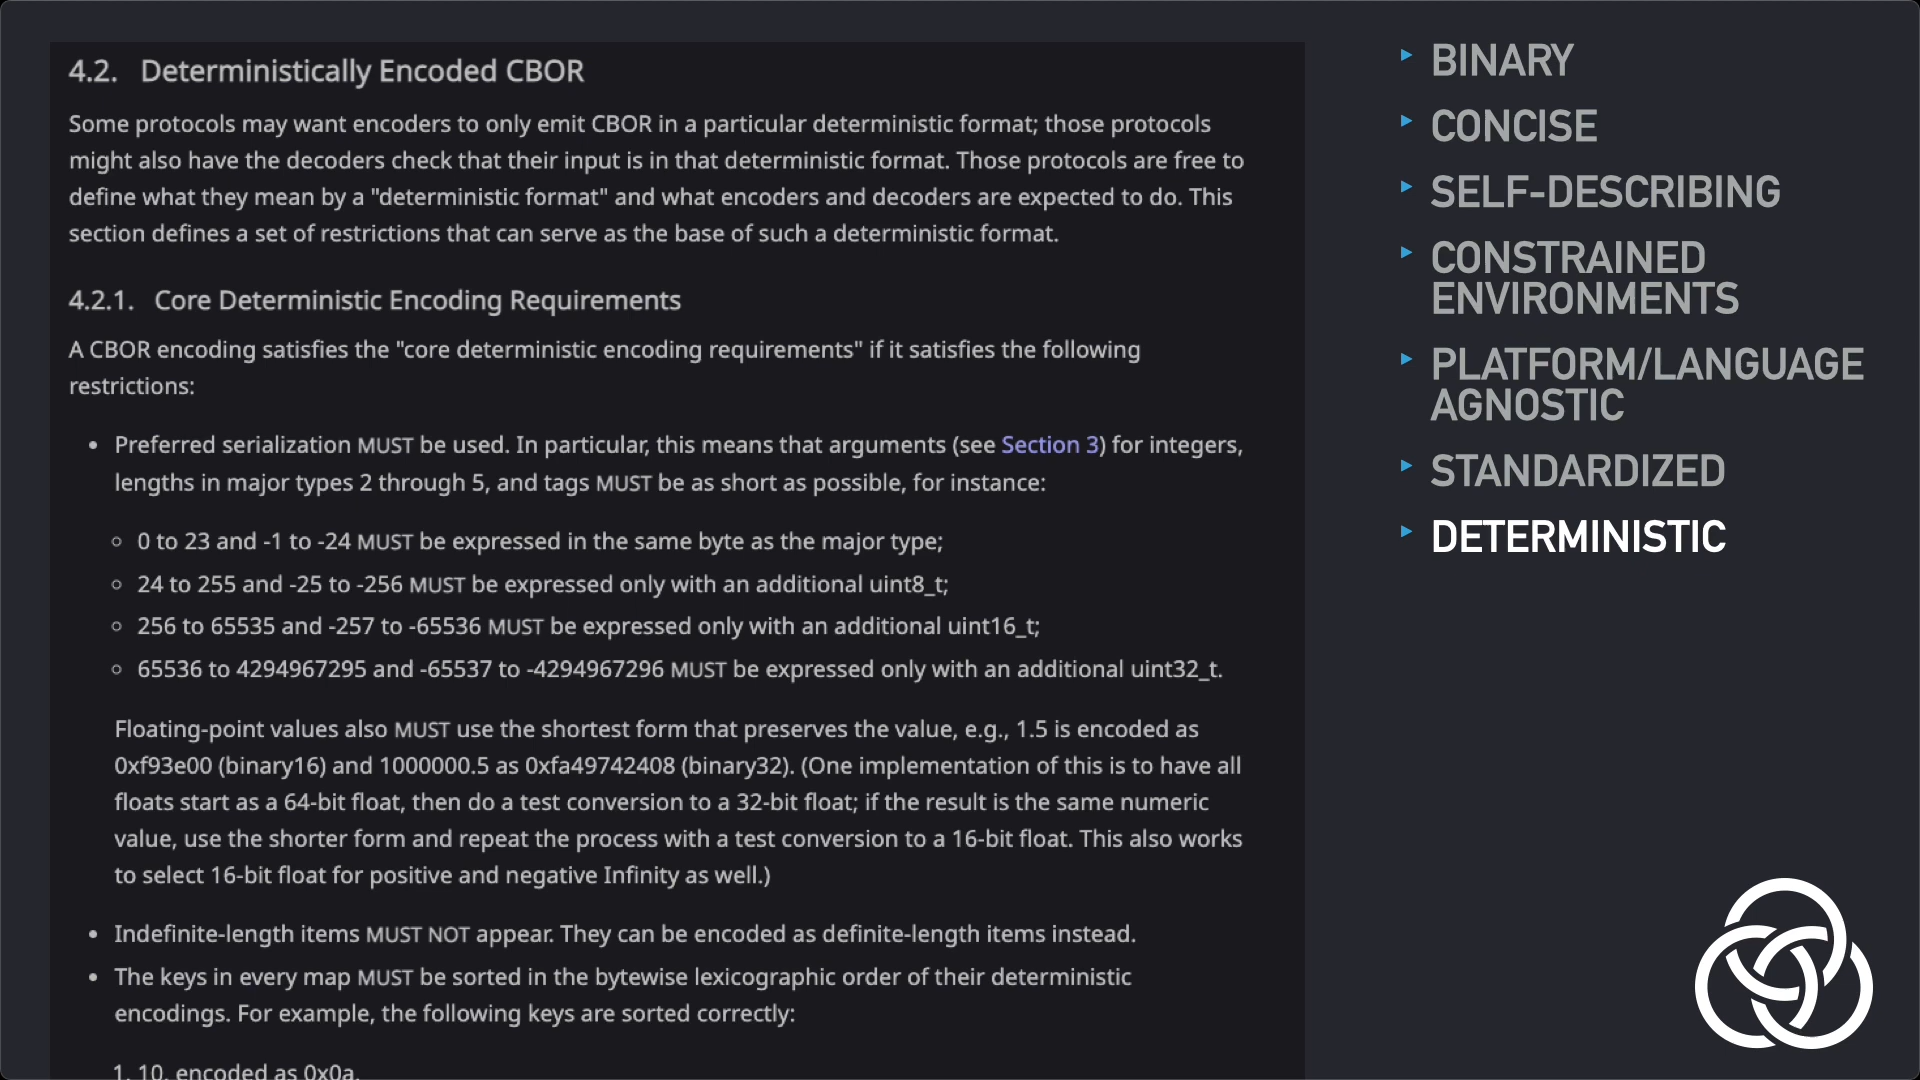 4.2. Deterministically Encoded CBOR
Some protocols may want encoders to only emit CBOR in a particular deterministic format; those protocols
might also have the decoders check that their input is in that deterministic format. Those protocols are free to
define what they mean by a "deterministic format" and what encoders and decoders are expected to do. This
section defines a set of restrictions that can serve as the base of such a deterministic format.
4.2.1. Core Deterministic Encoding Requirements
A CBOR encoding satisfies the "core deterministic encoding requirements" if it satisfies the following
restrictions:
• Preferred serialization MUST be used. In particular, this means that arguments (see Section 3) for integers,
lengths in major types 2 through 5, and tags MUST be as short as possible, for instance:
◦ 0 to 23 and -1 to -24 MUST be expressed in the same byte as the major type;
◦ 24 to 255 and -25 to -256 MUST be expressed only with an additional uint8_t;
◦ 256 to 65535 and -257 to -65536 MUST be expressed only with an additional uint16_t;
◦ 65536 to 4294967295 and -65537 to -4294967296 MUST be expressed only with an additional uint32_t.
Floating-point values also MUST use the shortest form that preserves the value, e.g., 1.5 is encoded as
0xf93e00 (binary16) and 1000000.5 as 0xfa49742408 (binary32). (One implementation of this is to have all
floats start as a 64-bit float, then do a test conversion to a 32-bit float; if the result is the same numeric
value, use the shorter form and repeat the process with a test conversion to a 16-bit float. This also works
to select 16-bit float for positive and negative Infinity as well.)
• Indefinite-length items MUST NOT appear. They can be encoded as definite-length items instead.
• The keys in every map MUST be sorted in the bytewise lexicographic order of their deterministic
encodings. For example, the following keys are sorted correctly:
1. 10, encoded as 0x0a.
▸ BINARY
▸ CONCISE
▸ SELF-DESCRIBING
▸ CONSTRAINED
ENVIRONMENTS
▸ PLATFORM/LANGUAGE
AGNOSTIC
▸ STANDARDIZED
▸ DETERMINISTIC